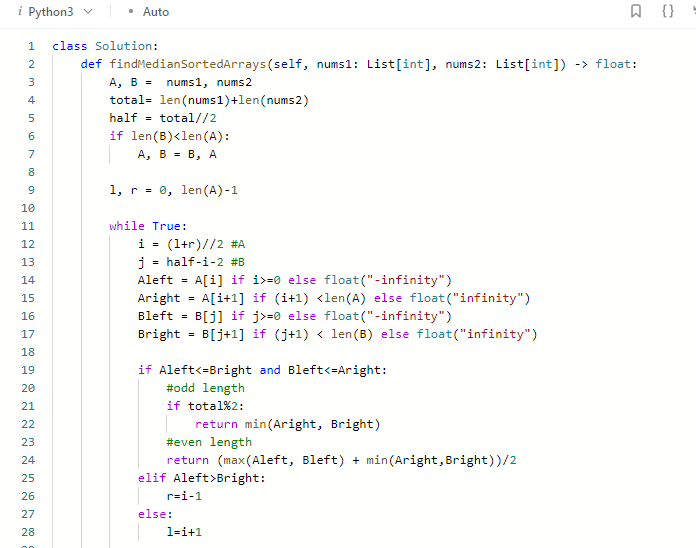 i Python3 • Auto {}
1 class Solution:
2     def findMedianSortedArrays(self, nums1: List[int], nums2: List[int]) -> float:
3         A, B =  nums1, nums2
4         total= len(nums1)+len(nums2)
5         half = total//2
6         if len(B)<len(A):
7             A, B = B, A
8
9         l, r = 0, len(A)-1
10
11         while True:
12             i = (l+r)//2 #A
13             j = half-i-2 #B
14             Aleft = A[i] if i>=0 else float("-infinity")
15             Aright = A[i+1] if (i+1) <len(A) else float("infinity")
16             Bleft = B[j] if j>=0 else float("-infinity")
17             Bright = B[j+1] if (j+1) < len(B) else float("infinity")
18
19             if Aleft<=Bright and Bleft<=Aright:
20                 #odd length
21                 if total%2:
22                     return min(Aright, Bright)
23                 #even length
24                 return (max(Aleft, Bleft) + min(Aright,Bright))/2
25             elif Aleft>Bright:
26                 r=i-1
27             else:
28                 l=i+1